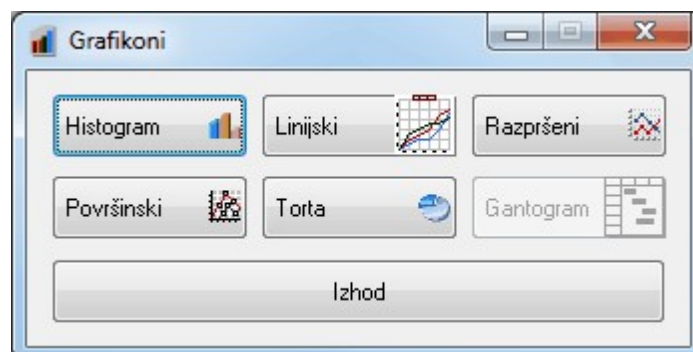 Grafikoni
Histogram
Linijski
Razpršeni
Površinski
Torta
Gantogram
Izhod